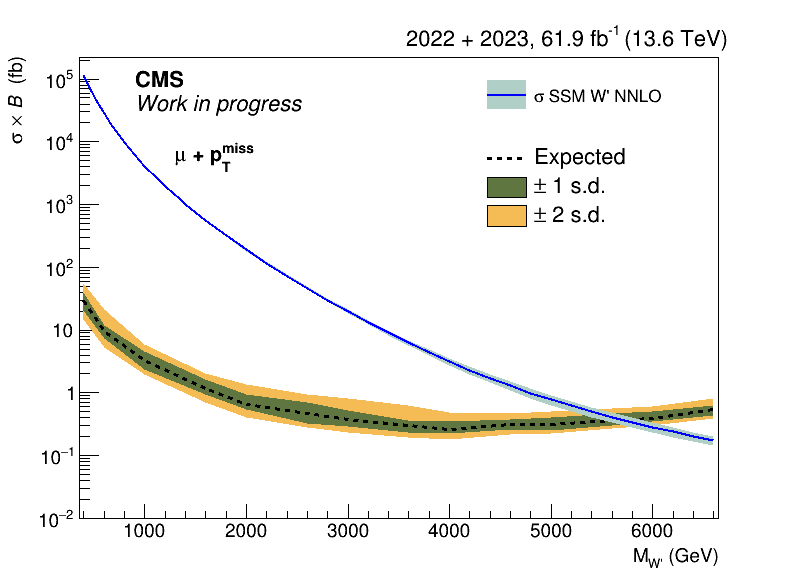 2022 + 2023, 61.9 fb⁻¹ (13.6 TeV)
σ × B (fb)
CMS
Work in progress
μ + p_T^miss
σ SSM W' NNLO
Expected
± 1 s.d.
± 2 s.d.
10⁵
10⁴
10³
10²
10
1
10⁻¹
10⁻²
1000 2000 3000 4000 5000 6000
M_W' (GeV)